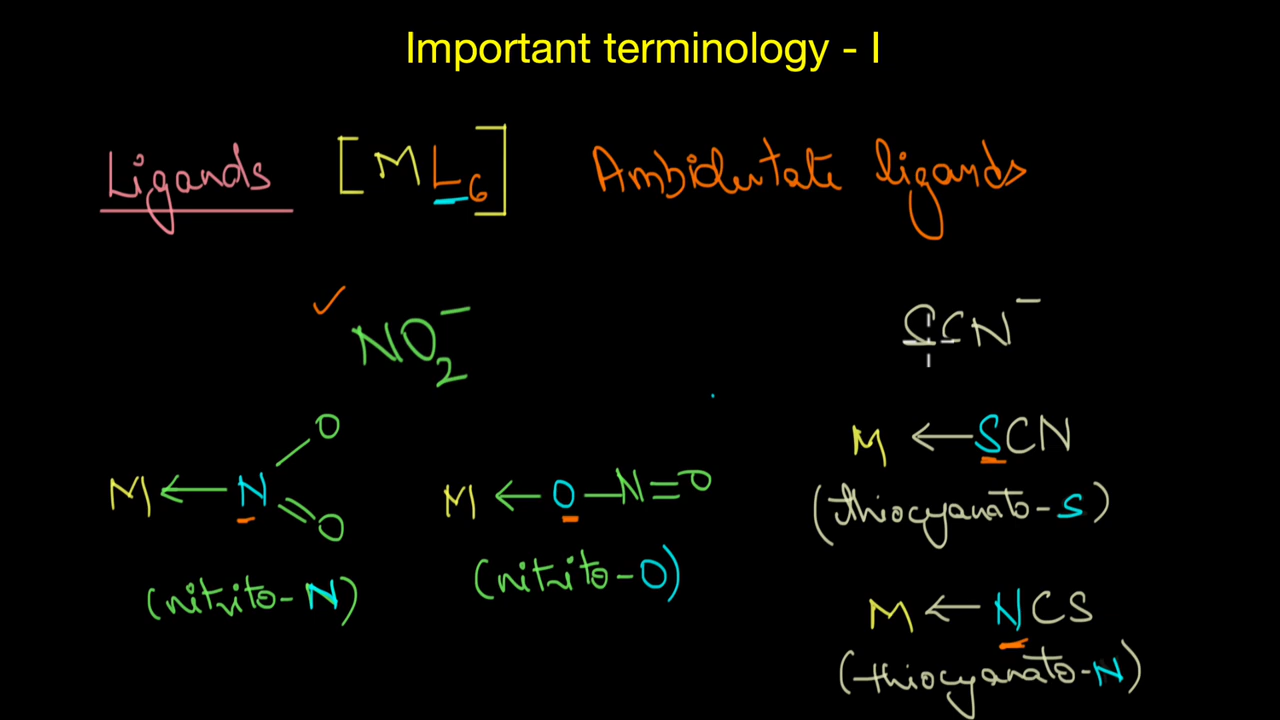 Important terminology - I
Ligands [ML6] Ambidentate ligands
NO2−
SCN−
M ← N O O
(nitrito-N)
M ← O — N = O
(nitrito-O)
M ← SCN
(thiocyanato-S)
M ← NCS
(thiocyanato-N)